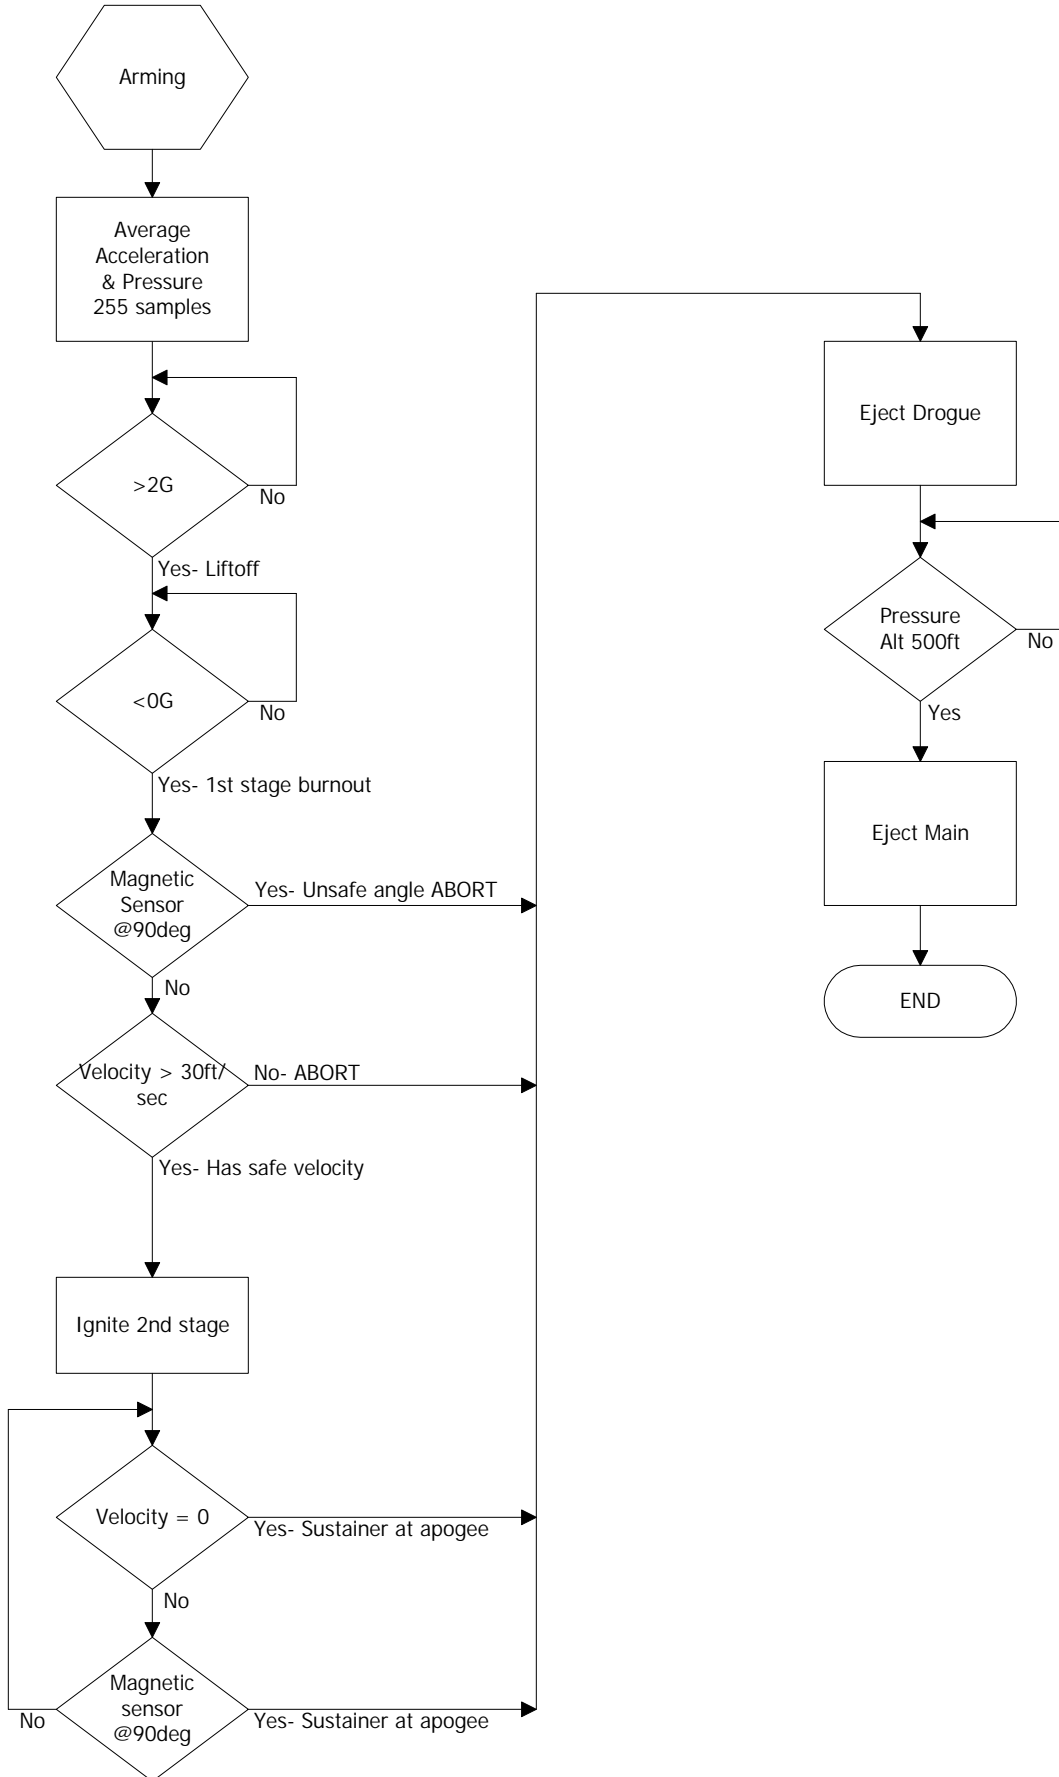 Arming
Average
Acceleration
& Pressure
255 samples
>2G
No
Yes- Liftoff
<0G
No
Yes- 1st stage burnout
Magnetic
Sensor
@90deg
Yes- Unsafe angle ABORT
No
Velocity > 30ft/
sec
No- ABORT
Yes- Has safe velocity
Ignite 2nd stage
Velocity = 0
Yes- Sustainer at apogee
No
Magnetic
sensor
@90deg
No
Yes- Sustainer at apogee
Eject Drogue
Pressure
Alt 500ft
No
Yes
Eject Main
END